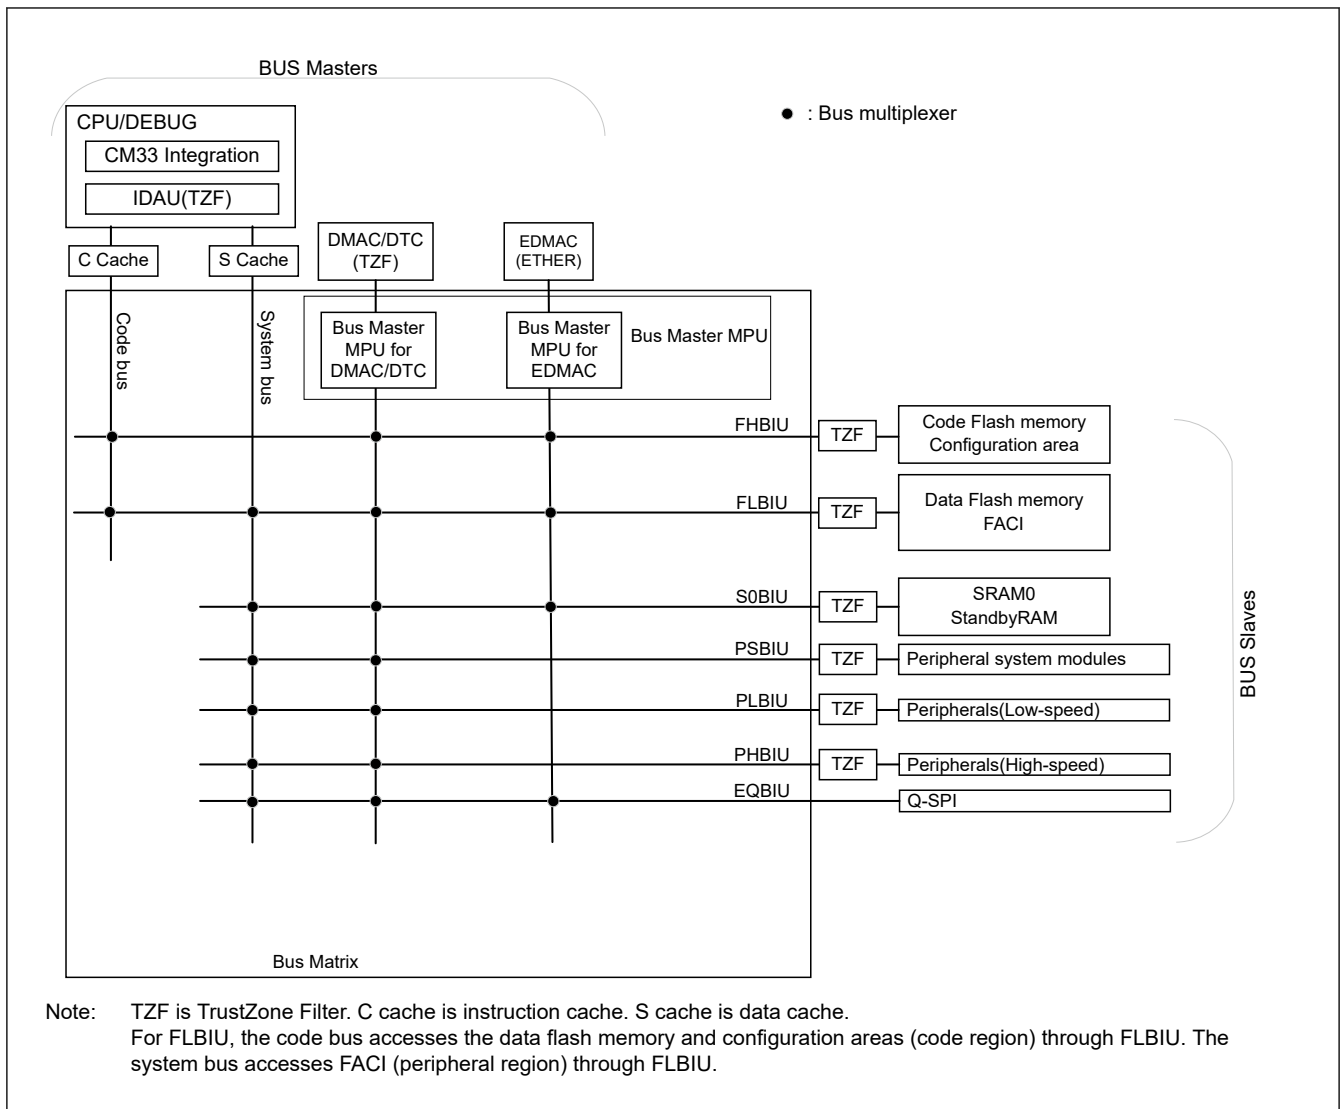 BUS Masters
● : Bus multiplexer
CPU/DEBUG
CM33 Integration
IDAU(TZF)
C Cache
S Cache
DMAC/DTC
(TZF)
EDMAC
(ETHER)
Code bus
System bus
Bus Master
MPU for
DMAC/DTC
Bus Master
MPU for
EDMAC
Bus Master MPU
FHBIU
TZF
Code Flash memory
Configuration area
FLBIU
TZF
Data Flash memory
FACI
S0BIU
TZF
SRAM0
StandbyRAM
PSBIU
TZF
Peripheral system modules
PLBIU
TZF
Peripherals(Low-speed)
PHBIU
TZF
Peripherals(High-speed)
EQBIU
Q-SPI
BUS Slaves
Bus Matrix
Note: TZF is TrustZone Filter. C cache is instruction cache. S cache is data cache.
For FLBIU, the code bus accesses the data flash memory and configuration areas (code region) through FLBIU. The
system bus accesses FACI (peripheral region) through FLBIU.